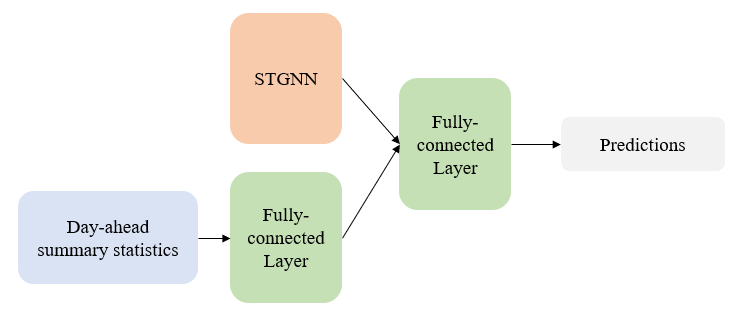 STGNN
Fully-
connected
Layer
Predictions
Day-ahead
summary statistics
Fully-
connected
Layer